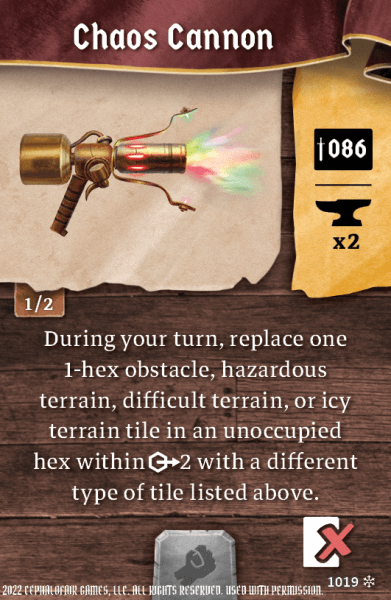 Chaos Cannon
086
x2
1/2
During your turn, replace one
1-hex obstacle, hazardous
terrain, difficult terrain, or icy
terrain tile in an unoccupied
hex within 2 with a different
type of tile listed above.
1019
2022 CEPHALOFAIR GAMES, LLC. ALL RIGHTS RESERVED. USED WITH PERMISSION.